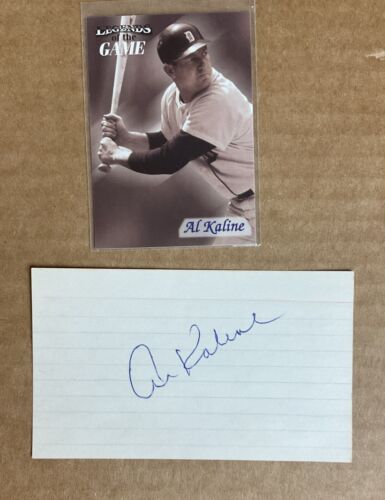 LEGENDS
of the
GAME
B
Al Kaline
Al Kaline